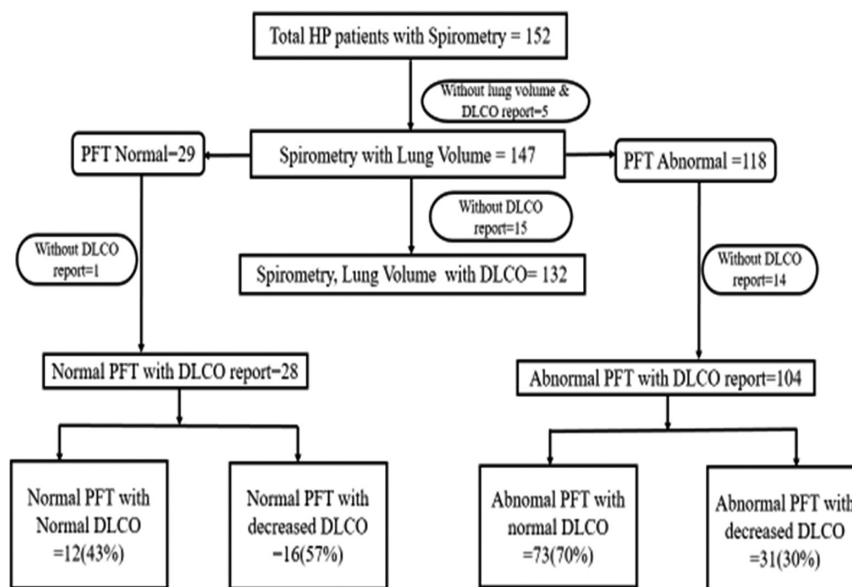 Total HP patients with Spirometry = 152
Without lung volume &
DLCO report=5
PFT Normal=29
Spirometry with Lung Volume = 147
PFT Abnormal =118
Without DLCO
report=15
Without DLCO
report=1
Without DLCO
report=14
Spirometry, Lung Volume with DLCO= 132
Normal PFT with DLCO report=28
Abnormal PFT with DLCO report=104
Normal PFT with
Normal DLCO
=12(43%)
Normal PFT with
decreased DLCO
=16(57%)
Abnomal PFT with
normal DLCO
=73(70%)
Abnormal PFT with
decreased DLCO
=31(30%)